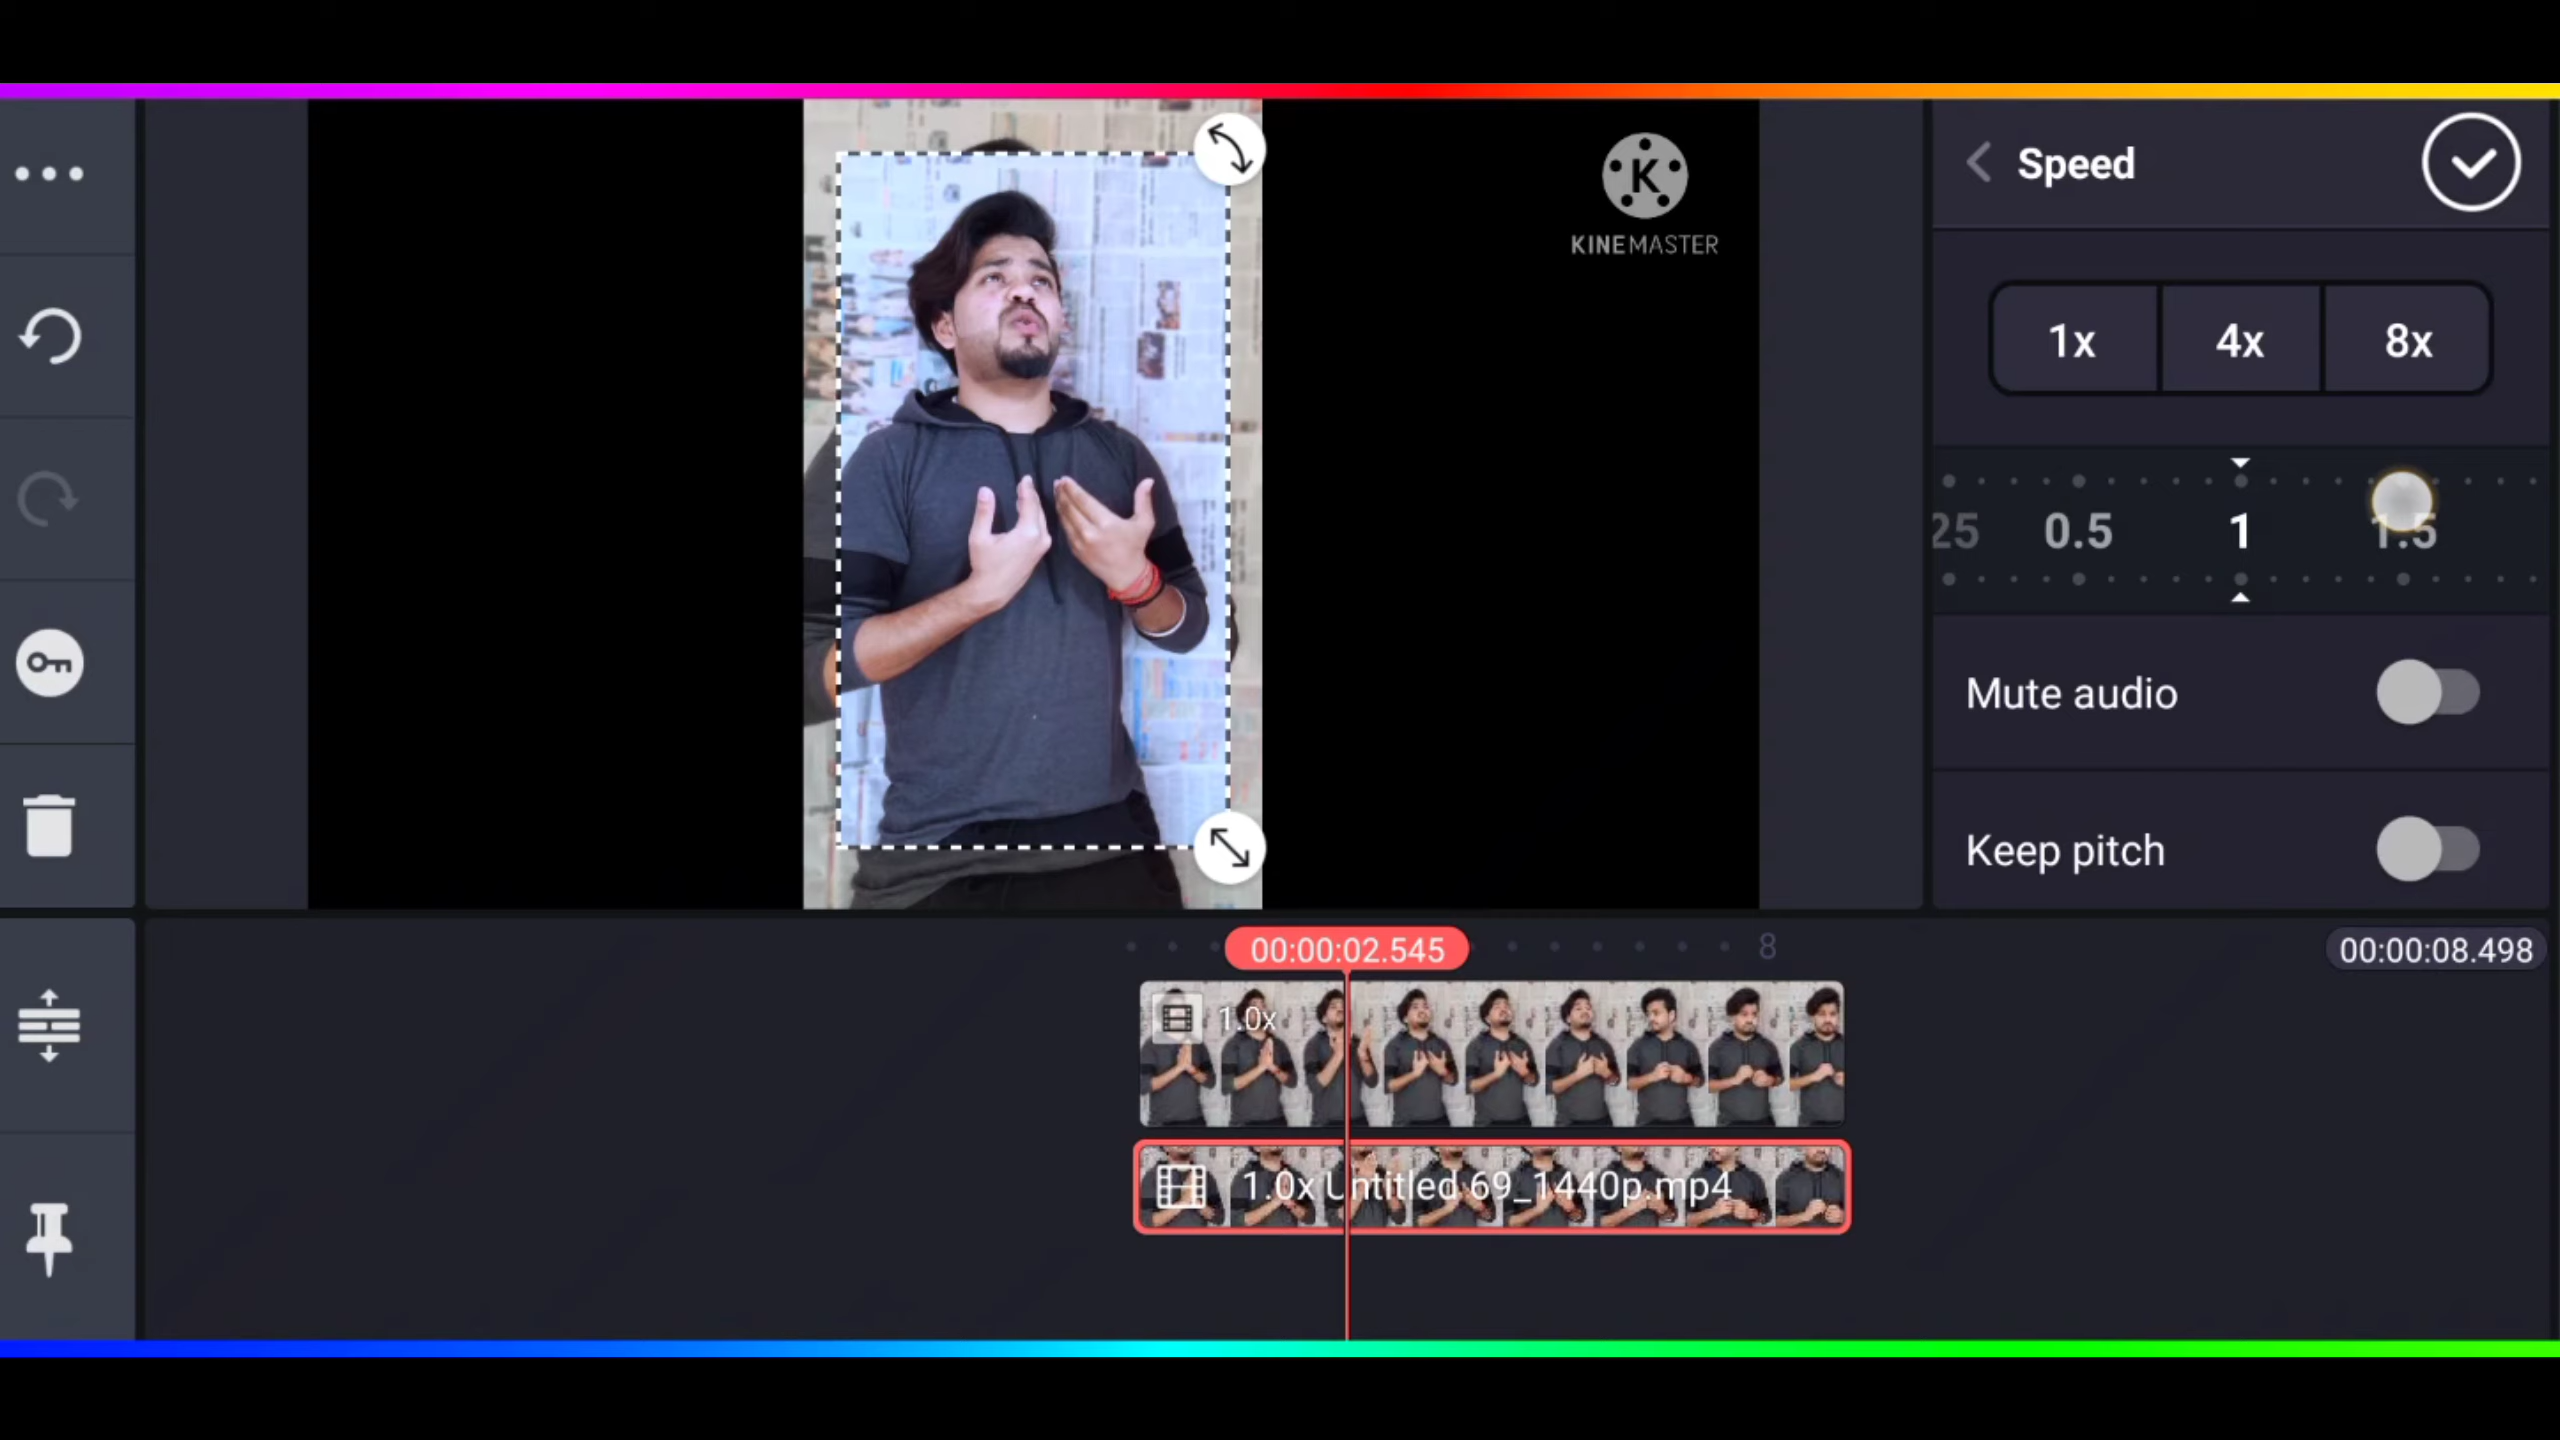 Speed
KINEMASTER
1x 4x 8x
25 0.5 1 1.5
Mute audio
Keep pitch
00:00:02.545
8
00:00:08.498
1.0x
1.0x Untitled 69_1440p.mp4